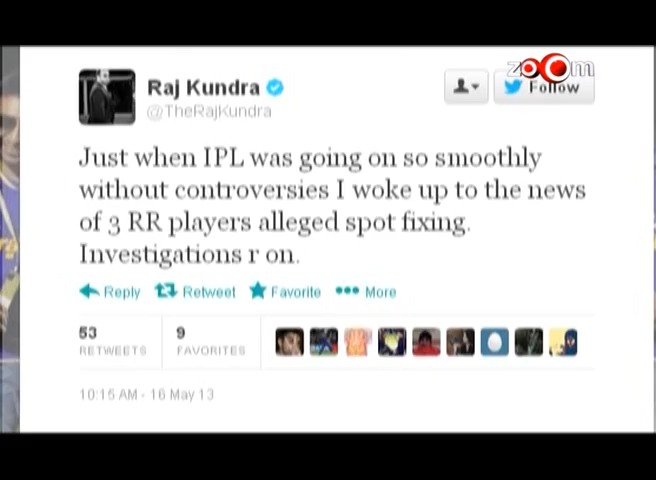 zoom
Raj Kundra
@TheRajKundra
Follow
Just when IPL was going on so smoothly
without controversies I woke up to the news
of 3 RR players alleged spot fixing.
Investigations r on.
Reply Retweet Favorite More
53
RETWEETS
9
FAVORITES
10:15 AM - 16 May 13